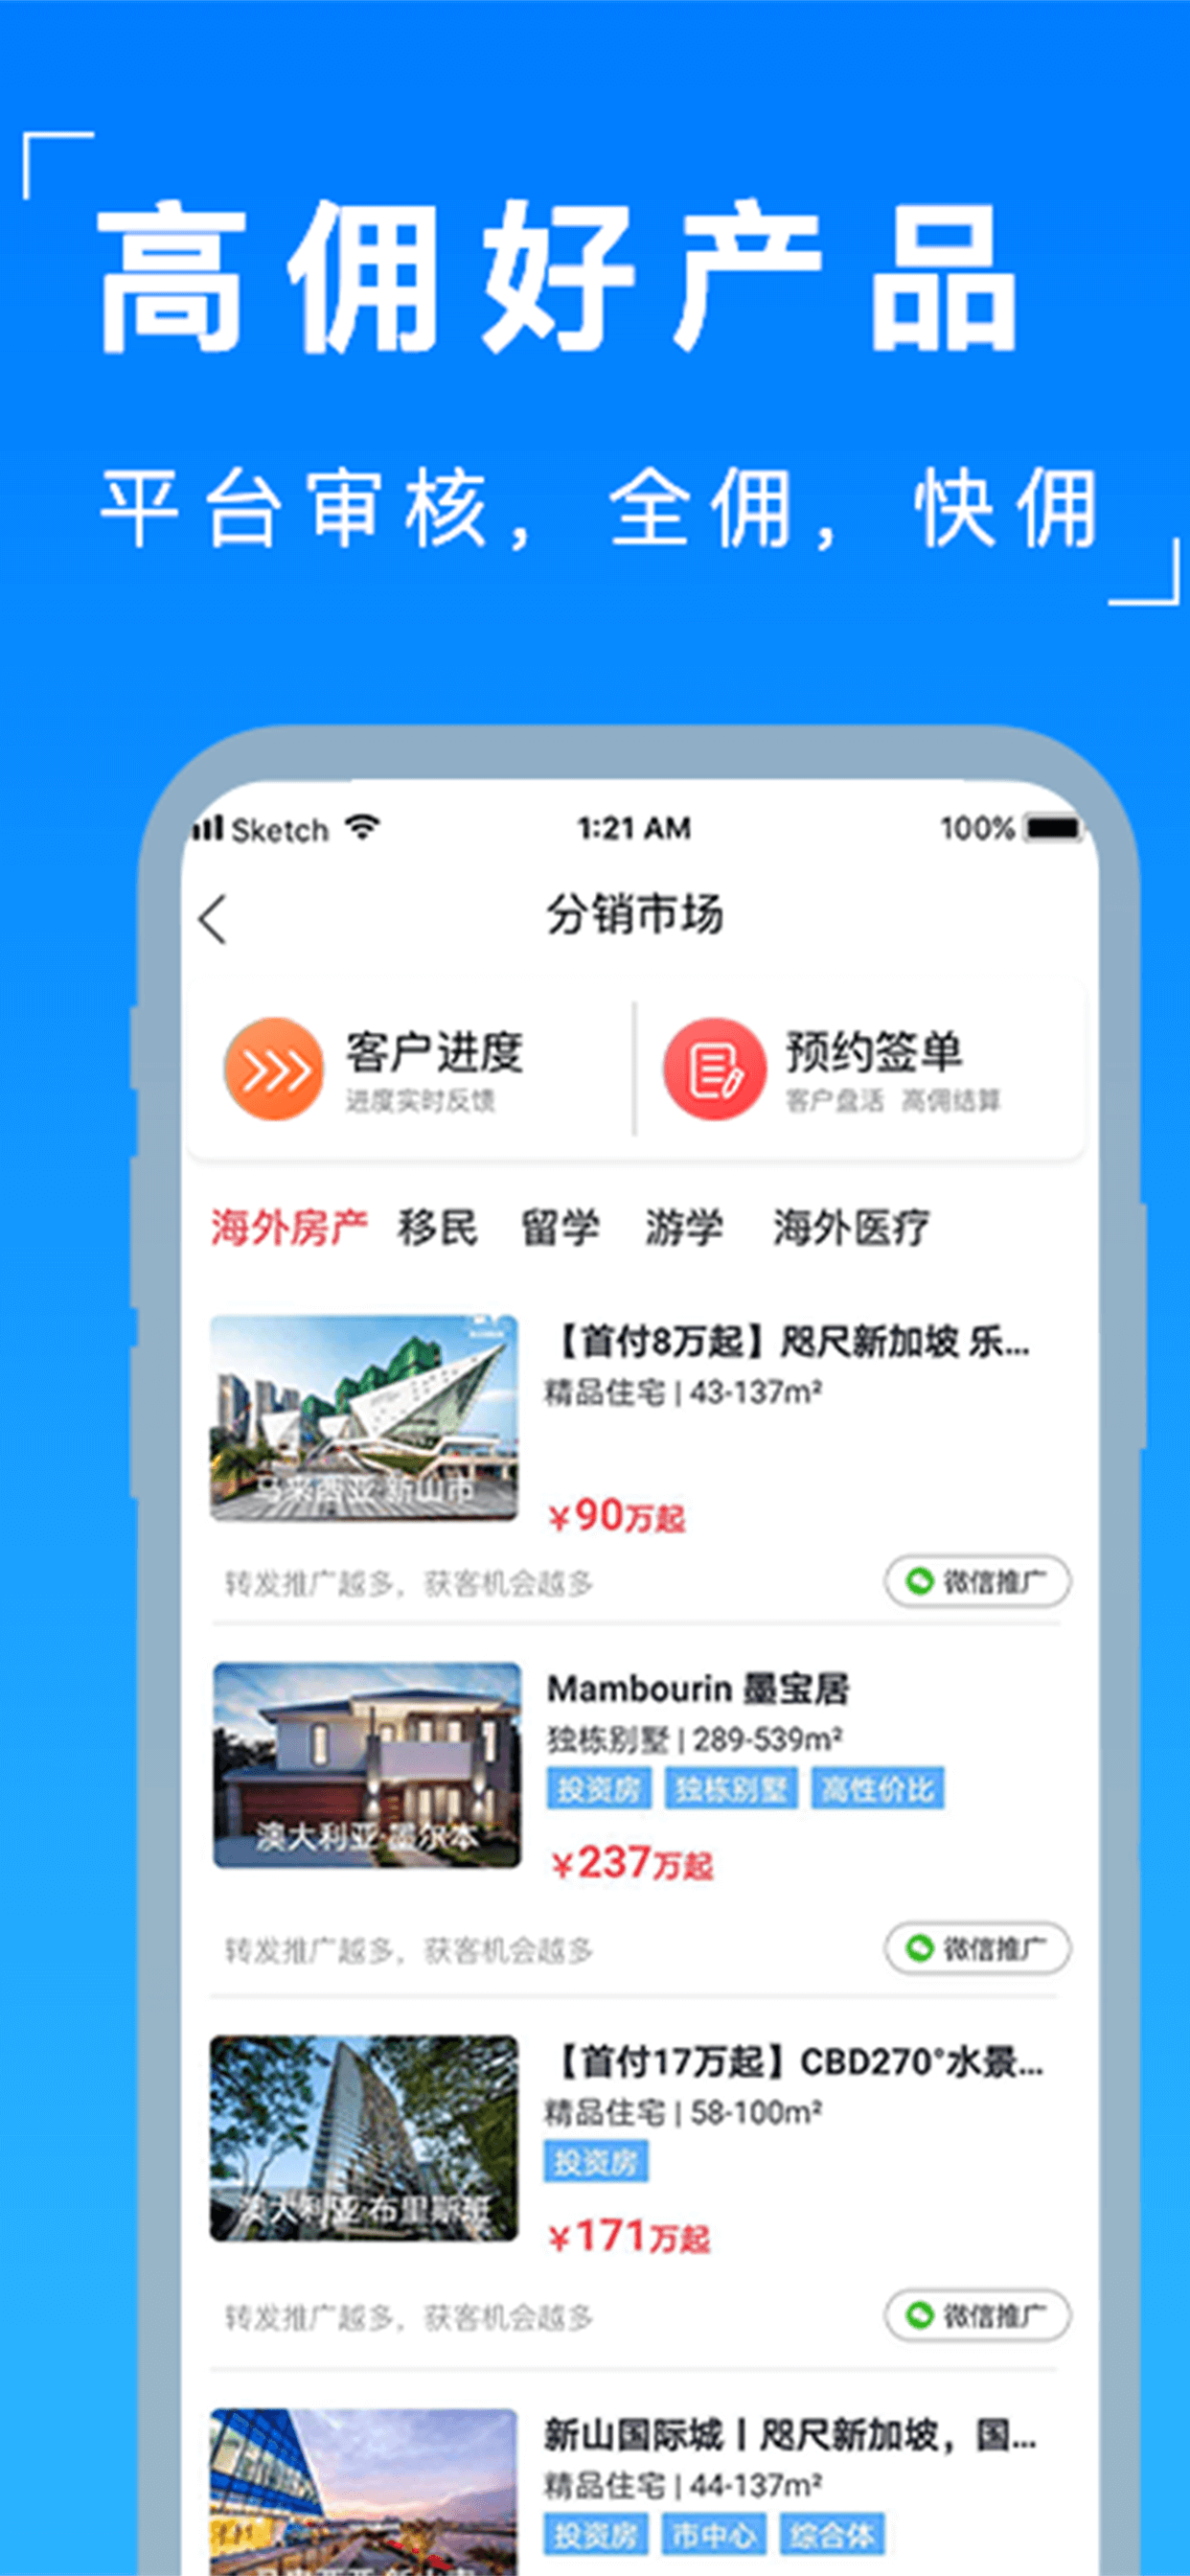 高佣好产品
平台审核，全佣，快佣
Sketch 1:21 AM 100%
分销市场
客户进度
进度实时反馈
预约签单
客户盘活 高佣结算
海外房产 移民 留学 游学 海外医疗
【首付8万起】咫尺新加坡 乐...
精品住宅 | 43-137m²
马来西亚·新山市
¥90万起
转发推广越多，获客机会越多
微信推广
Mambourin 墨宝居
独栋别墅 | 289-539m²
投资房 独栋别墅 高性价比
澳大利亚·墨尔本
¥237万起
转发推广越多，获客机会越多
微信推广
【首付17万起】CBD270°水景...
精品住宅 | 58-100m²
投资房
澳大利亚·布里斯班
¥171万起
转发推广越多，获客机会越多
微信推广
新山国际城丨咫尺新加坡，国...
精品住宅 | 44-137m²
投资房 市中心 综合体
马来西亚·新山市